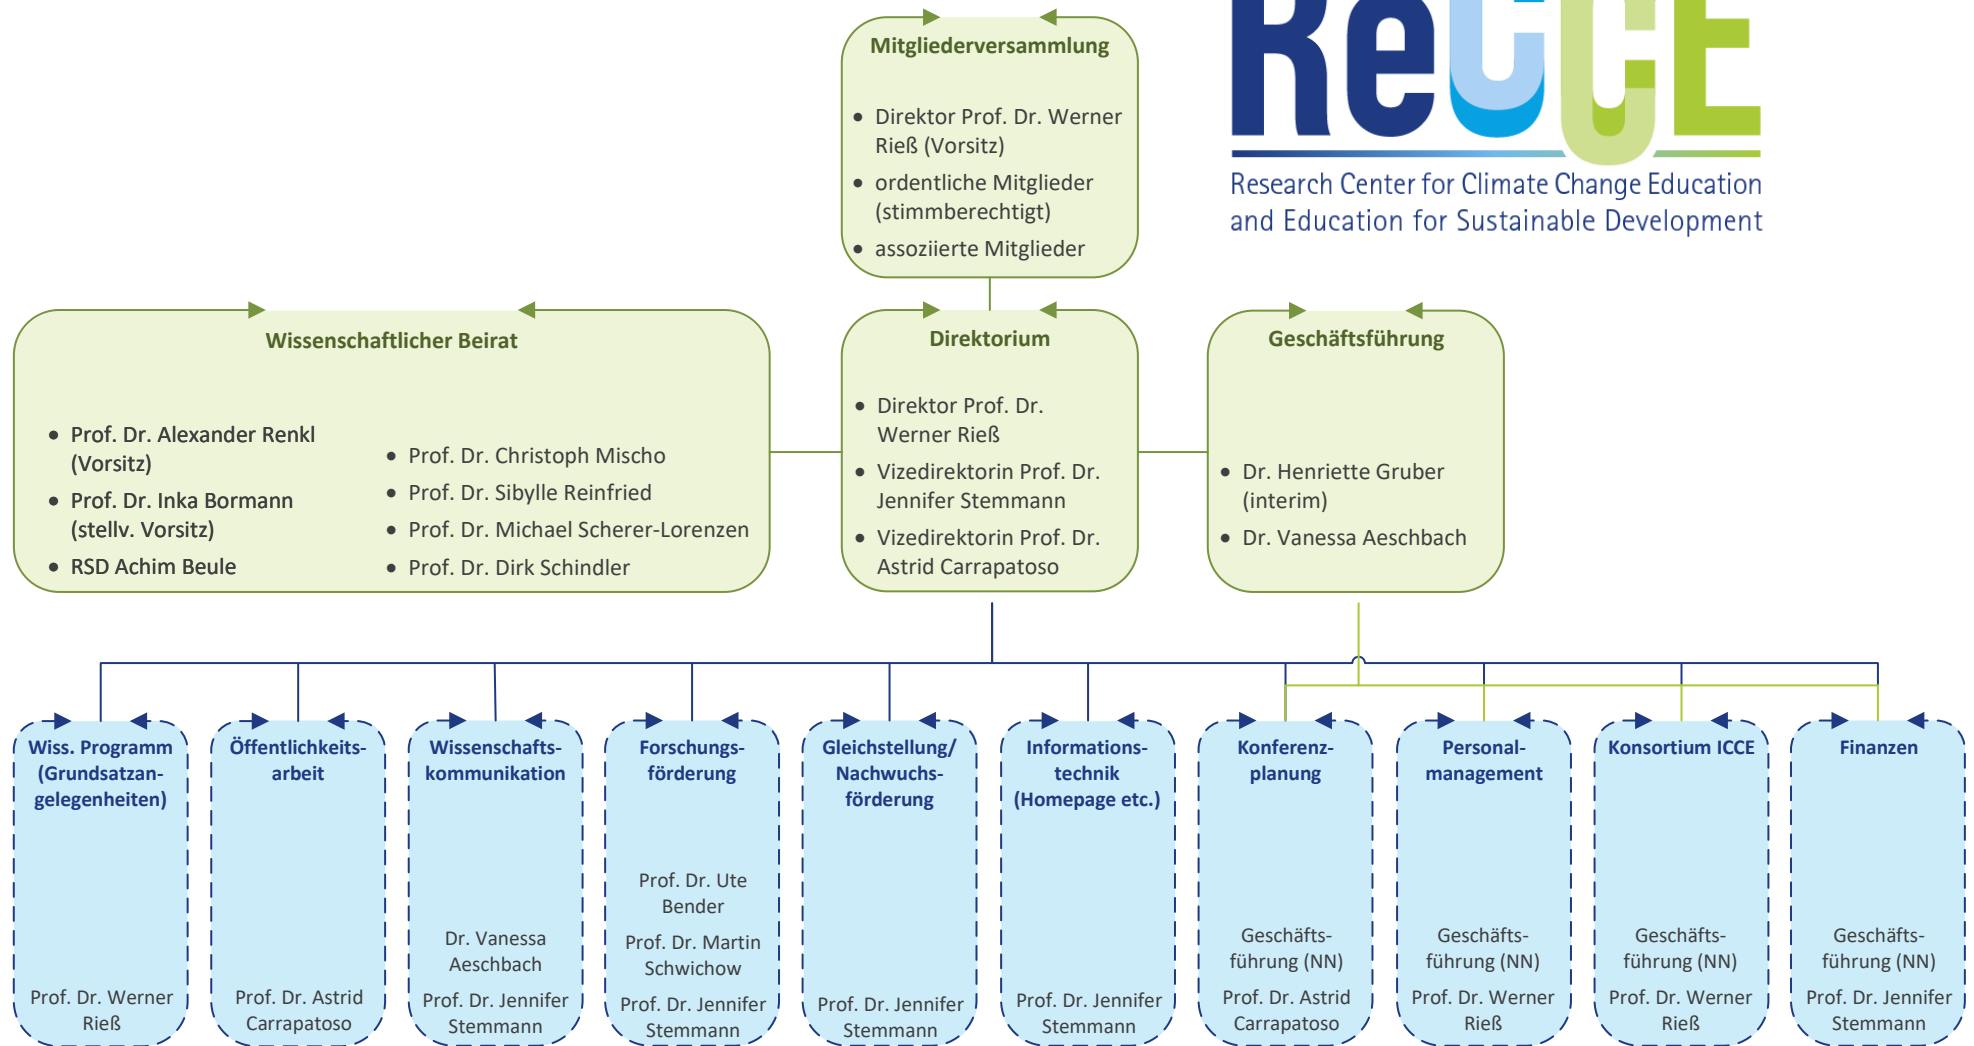 Mitgliederversammlung
• Direktor Prof. Dr. Werner
Rieß (Vorsitz)
• ordentliche Mitglieder
(stimmberechtigt)
• assoziierte Mitglieder
ReCCE
Research Center for Climate Change Education
and Education for Sustainable Development
Wissenschaftlicher Beirat
• Prof. Dr. Alexander Renkl
(Vorsitz)
• Prof. Dr. Inka Bormann
(stellv. Vorsitz)
• RSD Achim Beule
• Prof. Dr. Christoph Mischo
• Prof. Dr. Sibylle Reinfried
• Prof. Dr. Michael Scherer-Lorenzen
• Prof. Dr. Dirk Schindler
Direktorium
• Direktor Prof. Dr.
Werner Rieß
• Vizedirektorin Prof. Dr.
Jennifer Stemmann
• Vizedirektorin Prof. Dr.
Astrid Carrapatoso
Geschäftsführung
• Dr. Henriette Gruber
(interim)
• Dr. Vanessa Aeschbach
Wiss. Programm
(Grundsatzan-
gelegenheiten)
Prof. Dr. Werner
Rieß
Öffentlichkeits-
arbeit
Prof. Dr. Astrid
Carrapatoso
Wissenschafts-
kommunikation
Dr. Vanessa
Aeschbach
Prof. Dr. Jennifer
Stemmann
Forschungs-
förderung
Prof. Dr. Ute
Bender
Prof. Dr. Martin
Schwichow
Prof. Dr. Jennifer
Stemmann
Gleichstellung/
Nachwuchs-
förderung
Prof. Dr. Jennifer
Stemmann
Informations-
technik
(Homepage etc.)
Prof. Dr. Jennifer
Stemmann
Konferenz-
planung
Geschäfts-
führung (NN)
Prof. Dr. Astrid
Carrapatoso
Personal-
management
Geschäfts-
führung (NN)
Prof. Dr. Werner
Rieß
Konsortium ICCE
Geschäfts-
führung (NN)
Prof. Dr. Werner
Rieß
Finanzen
Geschäfts-
führung (NN)
Prof. Dr. Jennifer
Stemmann